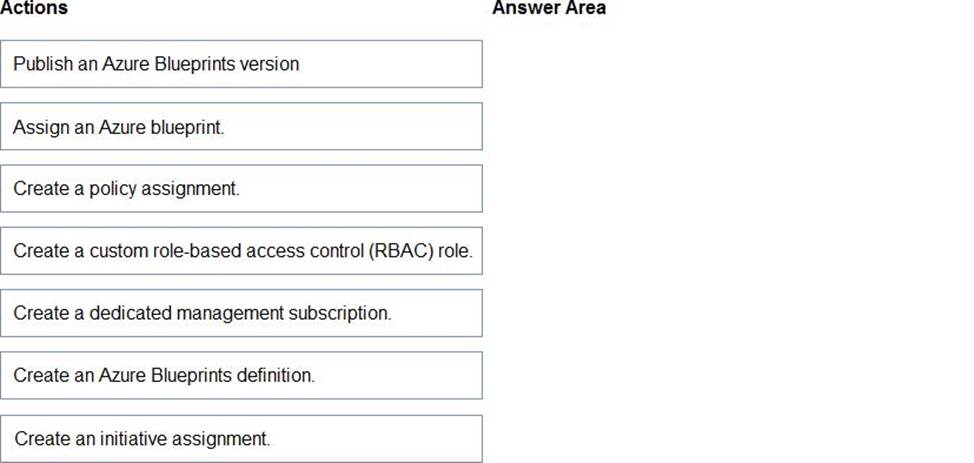 Actions
Answer Area
Publish an Azure Blueprints version
Assign an Azure blueprint.
Create a policy assignment.
Create a custom role-based access control (RBAC) role.
Create a dedicated management subscription.
Create an Azure Blueprints definition.
Create an initiative assignment.